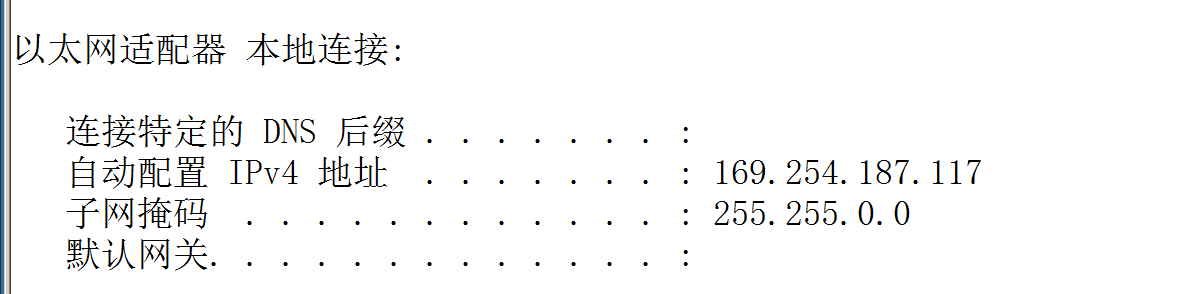 以太网适配器 本地连接:
连接特定的 DNS 后缀 . . . . . . . :
自动配置 IPv4 地址 . . . . . . : 169.254.187.117
子网掩码 . . . . . . . . . . . : 255.255.0.0
默认网关. . . . . . . . . . . . . :